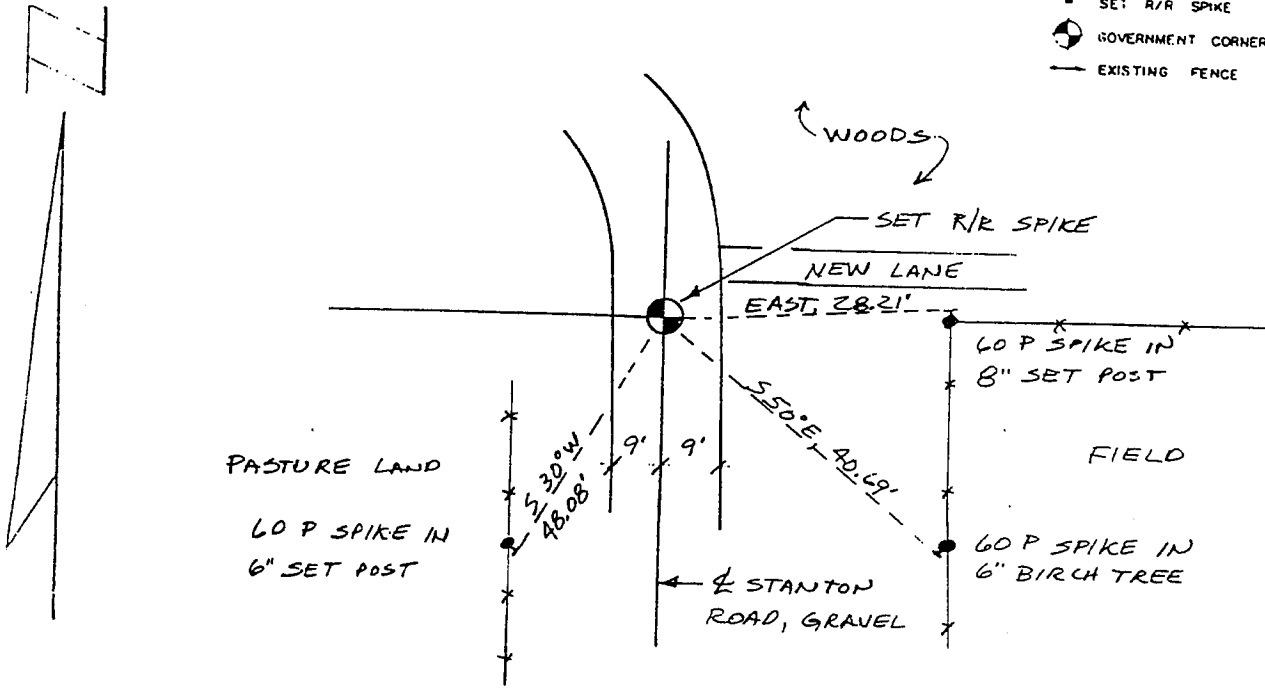 SET R/R SPIKE
GOVERNMENT CORNER
EXISTING FENCE
WOODS
SET R/R SPIKE
NEW LANE
EAST, 28.21'
60 P SPIKE IN
8" SET POST
S 50° E, 40.69'
S 30° W
48.08'
9' 9'
PASTURE LAND
FIELD
60 P SPIKE IN
6" SET POST
60 P SPIKE IN
6" BIRCH TREE
℄ STANTON
ROAD, GRAVEL